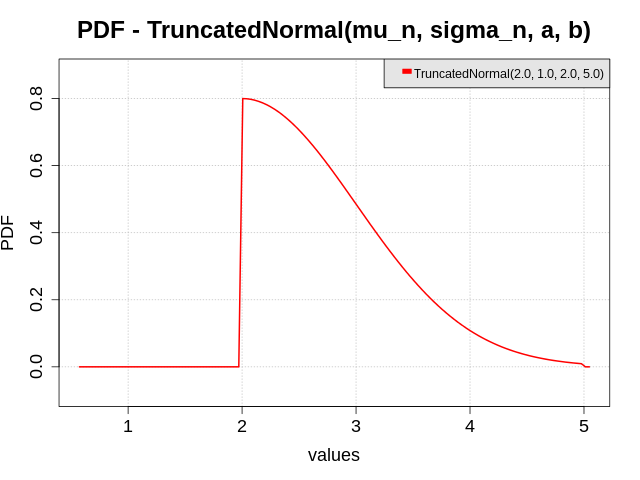 PDF - TruncatedNormal(mu_n, sigma_n, a, b)
TruncatedNormal(2.0, 1.0, 2.0, 5.0)
PDF
0.8
0.6
0.4
0.2
0.0
1 2 3 4 5
values